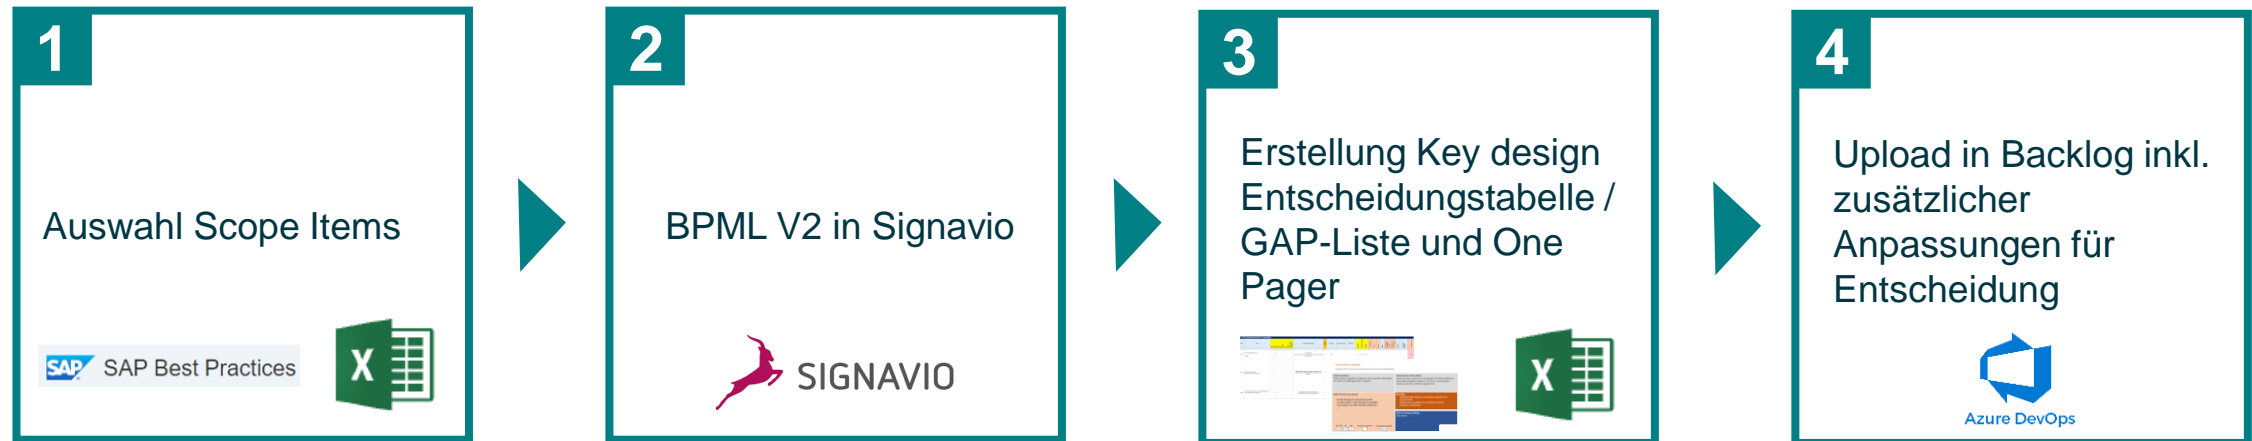 1
Auswahl Scope Items
SAP SAP Best Practices
X
2
BPML V2 in Signavio
SIGNAVIO
3
Erstellung Key design
Entscheidungstabelle /
GAP-Liste und One
Pager
X
4
Upload in Backlog inkl.
zusätzlicher
Anpassungen für
Entscheidung
Azure DevOps